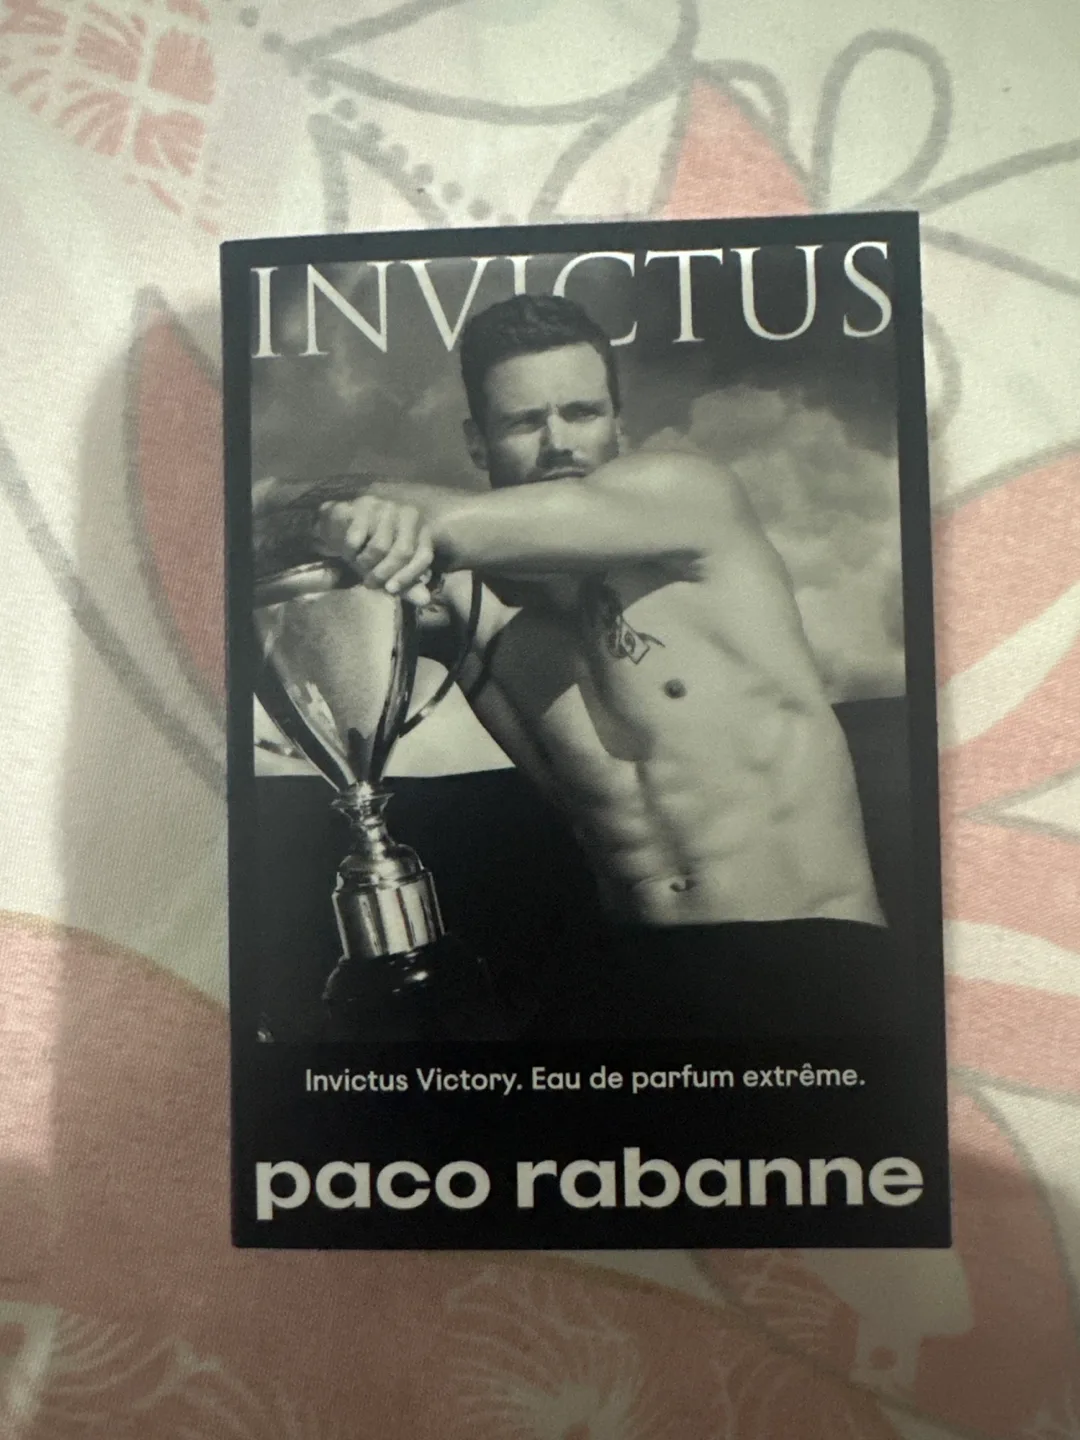 INVICTUS
Invictus Victory. Eau de parfum extrême.
paco rabanne